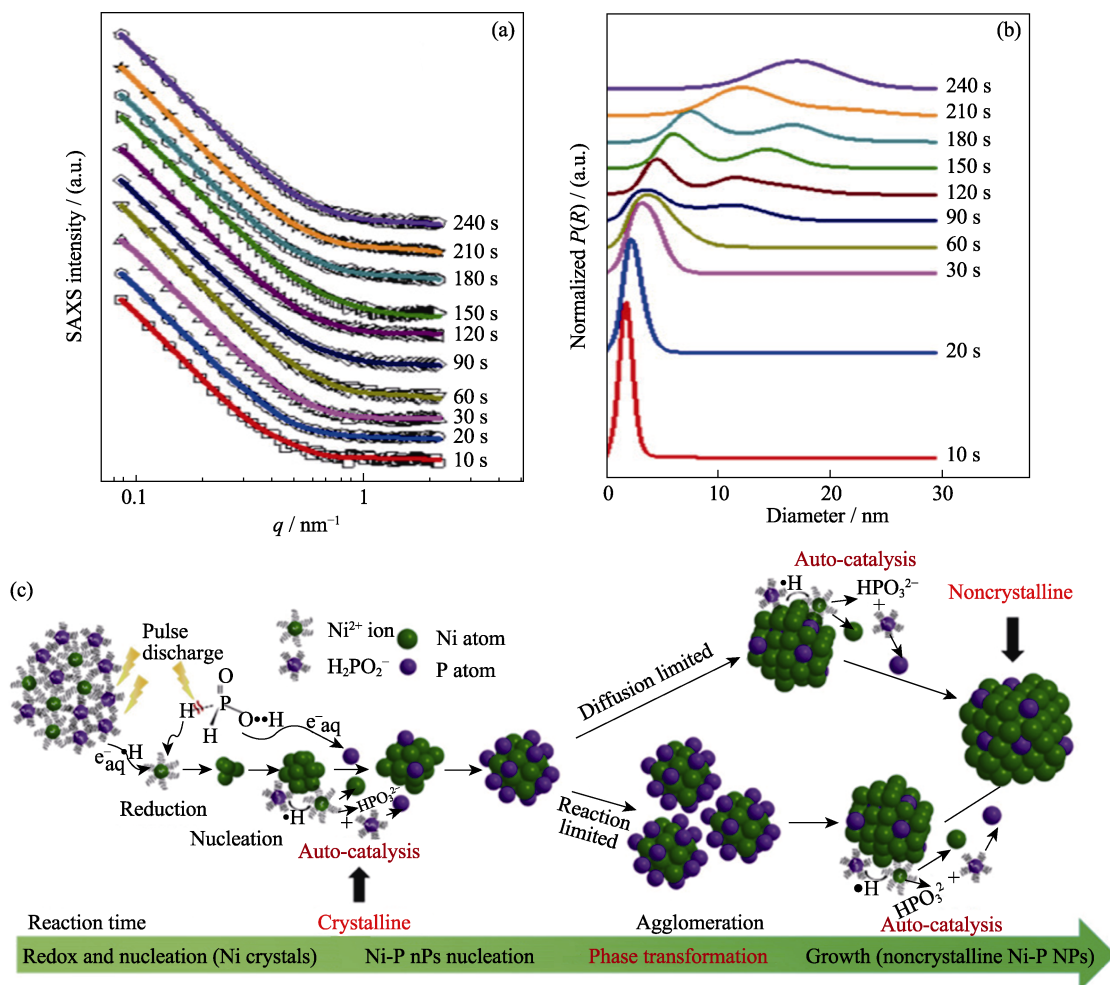 (a)
SAXS intensity / (a.u.)
240 s
210 s
180 s
150 s
120 s
90 s
60 s
30 s
20 s
10 s
0.1
1
q / nm⁻¹
(b)
Normalized P(R) / (a.u.)
240 s
210 s
180 s
150 s
120 s
90 s
60 s
30 s
20 s
10 s
0
10
20
30
Diameter / nm
(c)
Pulse
discharge
Ni²⁺ ion
Ni atom
H₂PO₂⁻
P atom
O
H
P
O••H
H
e⁻aq
e⁻aq
•H
Reduction
Nucleation
•H
+
HPO₃²⁻
Auto-catalysis
Diffusion limited
Reaction
limited
Auto-catalysis
•H
HPO₃²⁻
+
Noncrystalline
•H
HPO₃²
+
Auto-catalysis
Reaction time
Crystalline
Agglomeration
Redox and nucleation (Ni crystals)
Ni-P nPs nucleation
Phase transformation
Growth (noncrystalline Ni-P NPs)